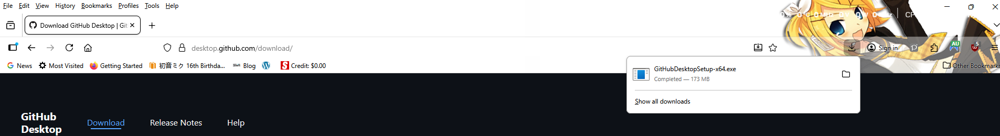 File Edit View History Bookmarks Profiles Tools Help
Download GitHub Desktop | Git
desktop.github.com/download/
Sign in
AU
5
News Most Visited Getting Started 初音ミク 16th Birthda... Blog Credit: $0.00
Other Bookmarks
GitHubDesktopSetup-x64.exe
Completed — 173 MB
Show all downloads
GitHub
Desktop
Download Release Notes Help